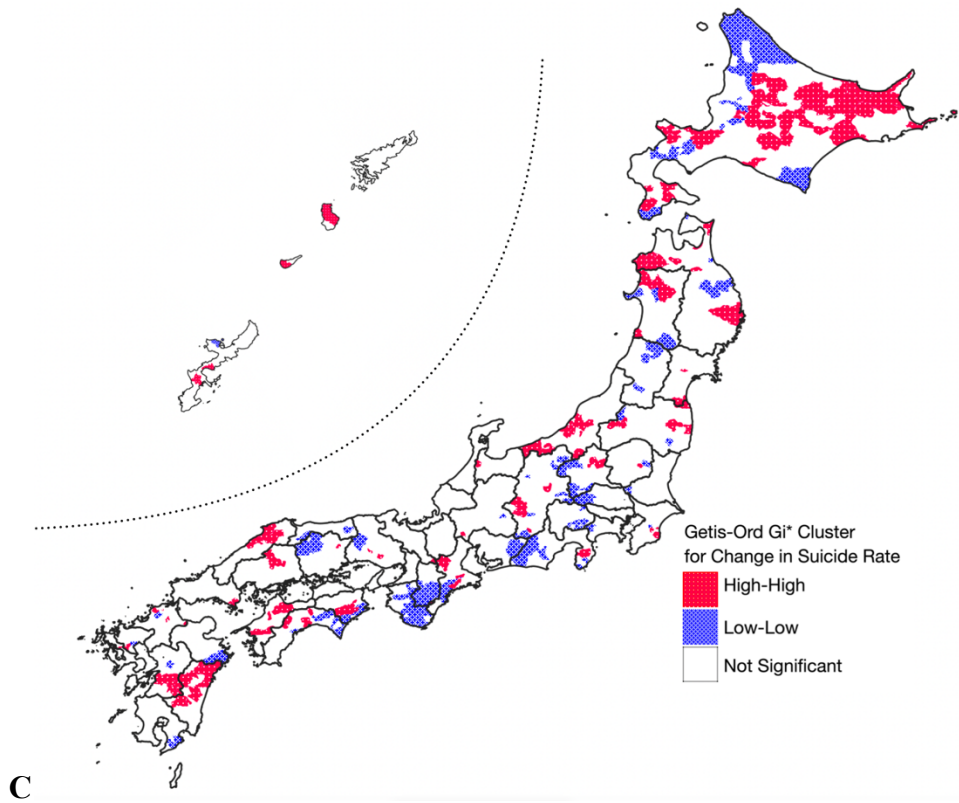 Getis-Ord Gi* Cluster
for Change in Suicide Rate
High-High
Low-Low
Not Significant
C